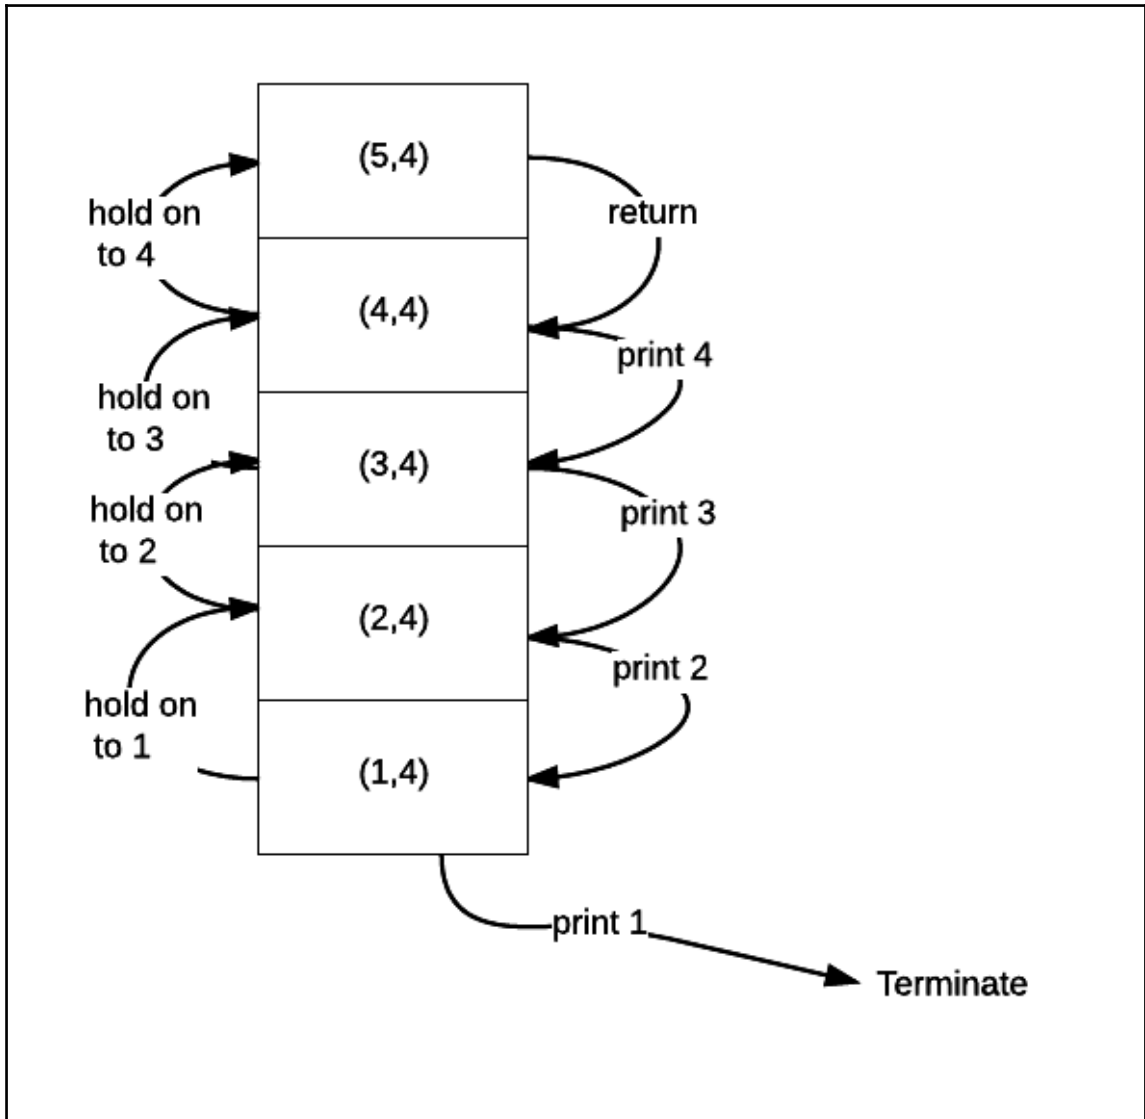 (5,4)
hold on
to 4
return
(4,4)
print 4
hold on
to 3
(3,4)
hold on
to 2
print 3
(2,4)
print 2
hold on
to 1
(1,4)
print 1
Terminate